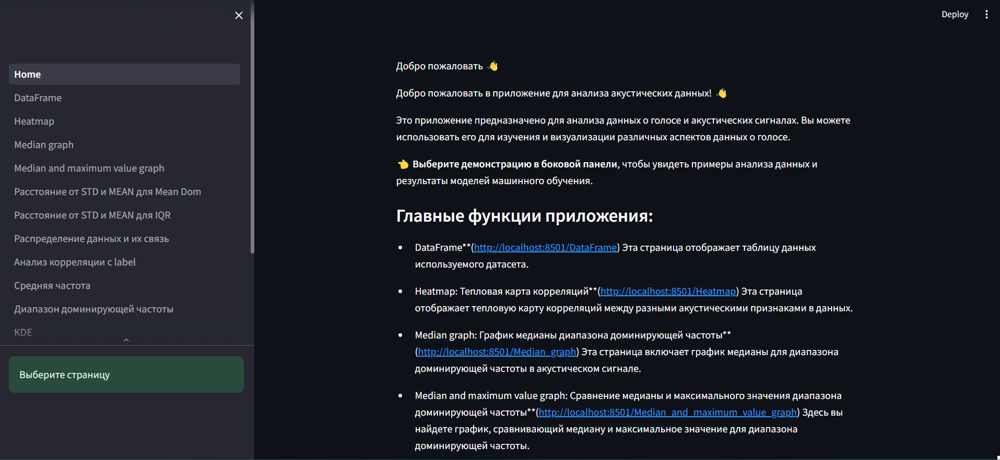 Deploy
Home
DataFrame
Heatmap
Median graph
Median and maximum value graph
Расстояние от STD и MEAN для Mean Dom
Расстояние от STD и MEAN для IQR
Распределение данных и их связь
Анализ корреляции с label
Средняя частота
Диапазон доминирующей частоты
KDE
Выберите страницу
Добро пожаловать 👋
Добро пожаловать в приложение для анализа акустических данных! 👋
Это приложение предназначено для анализа данных о голосе и акустических сигналах. Вы можете
использовать его для изучения и визуализации различных аспектов данных о голосе.
👈 Выберите демонстрацию в боковой панели, чтобы увидеть примеры анализа данных и
результаты моделей машинного обучения.
Главные функции приложения:
• DataFrame**(http://localhost:8501/DataFrame) Эта страница отображает таблицу данных
используемого датасета.
• Heatmap: Тепловая карта корреляций**(http://localhost:8501/Heatmap) Эта страница
отображает тепловую карту корреляций между разными акустическими признаками в данных.
• Median graph: График медианы диапазона доминирующей частоты**
(http://localhost:8501/Median_graph) Эта страница включает график медианы для диапазона
доминирующей частоты в акустическом сигнале.
• Median and maximum value graph: Сравнение медианы и максимального значения диапазона
доминирующей частоты**(http://localhost:8501/Median_and_maximum_value_graph) Здесь вы
найдете график, сравнивающий медиану и максимальное значение для диапазона
доминирующей частоты.